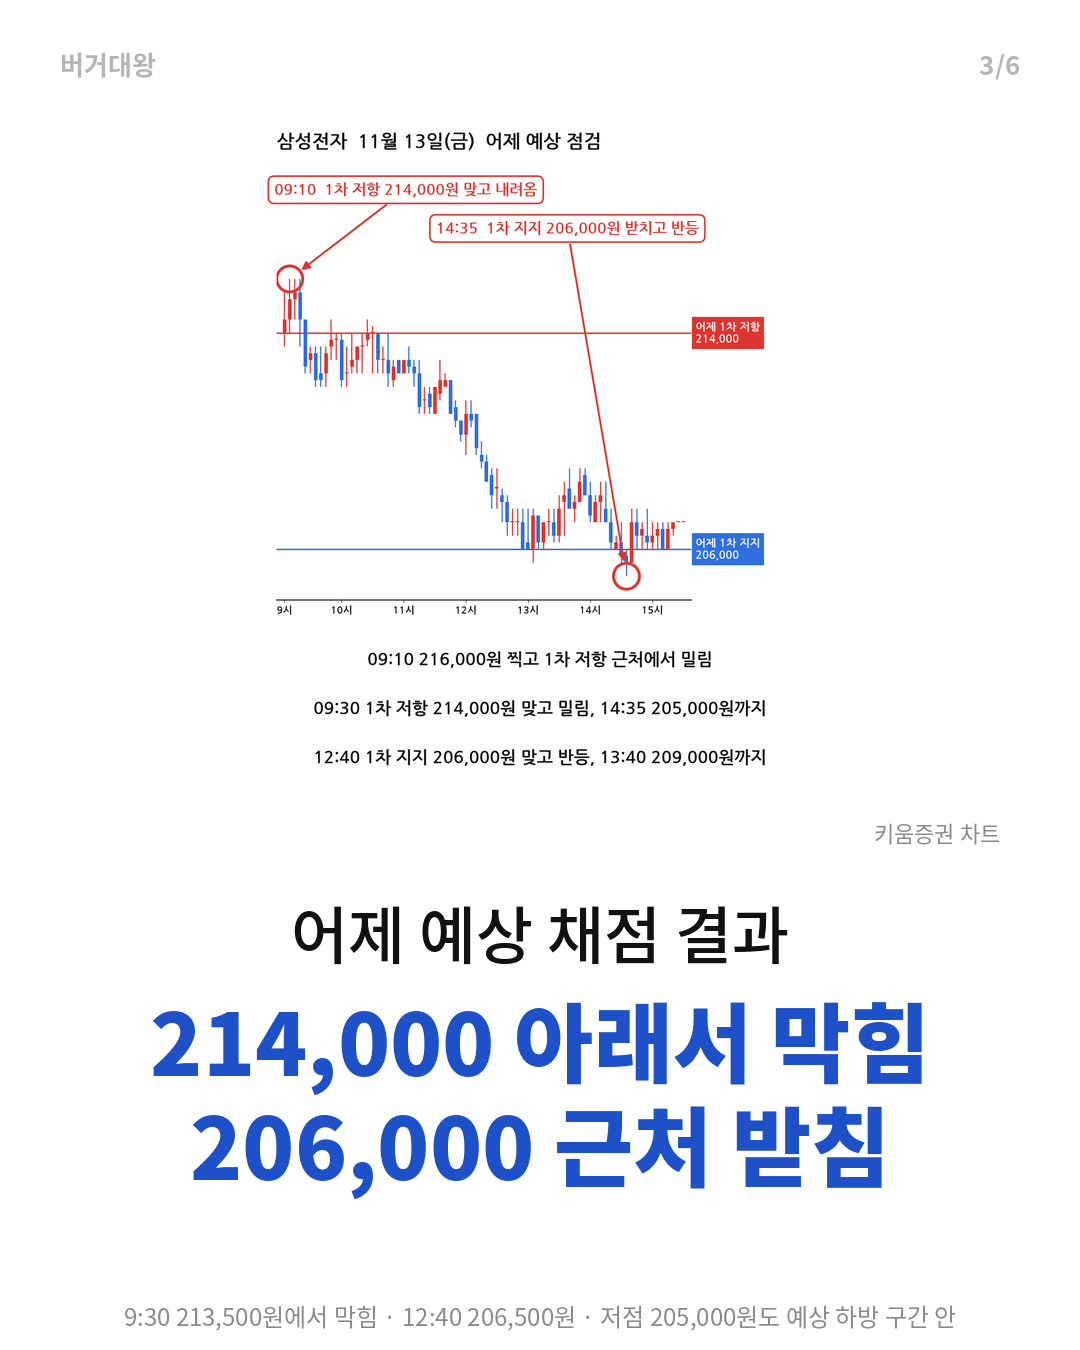 버거대왕
3/6
삼성전자 11월 13일(금) 어제 예상 점검
09:10 1차 저항 214,000원 맞고 내려옴
14:35 1차 지지 206,000원 받치고 반등
어제 1차 저항
214,000
어제 1차 지지
206,000
9시 10시 11시 12시 13시 14시 15시
09:10 216,000원 찍고 1차 저항 근처에서 밀림
09:30 1차 저항 214,000원 맞고 밀림, 14:35 205,000원까지
12:40 1차 지지 206,000원 맞고 반등, 13:40 209,000원까지
키움증권 차트
어제 예상 채점 결과
214,000 아래서 막힘
206,000 근처 받침
9:30 213,500원에서 막힘 · 12:40 206,500원 · 저점 205,000원도 예상 하방 구간 안